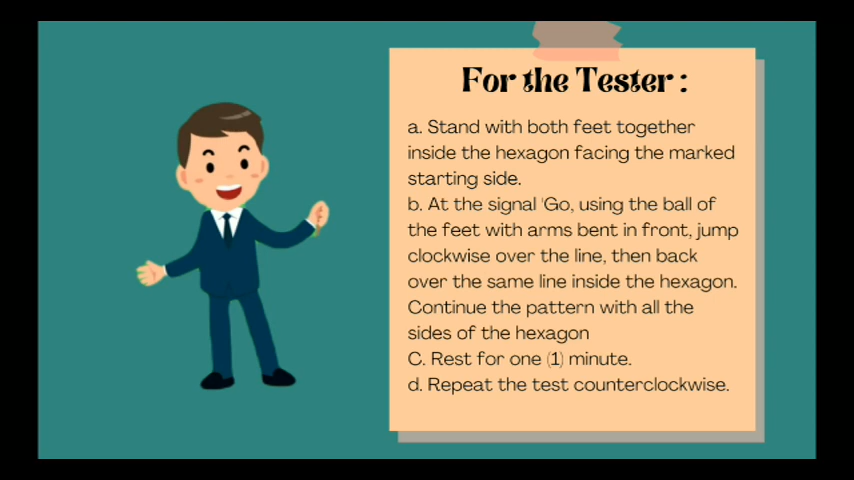 For the Tester :
a. Stand with both feet together
inside the hexagon facing the marked
starting side.
b. At the signal 'Go, using the ball of
the feet with arms bent in front, jump
clockwise over the line, then back
over the same line inside the hexagon.
Continue the pattern with all the
sides of the hexagon
C. Rest for one (1) minute.
d. Repeat the test counterclockwise.